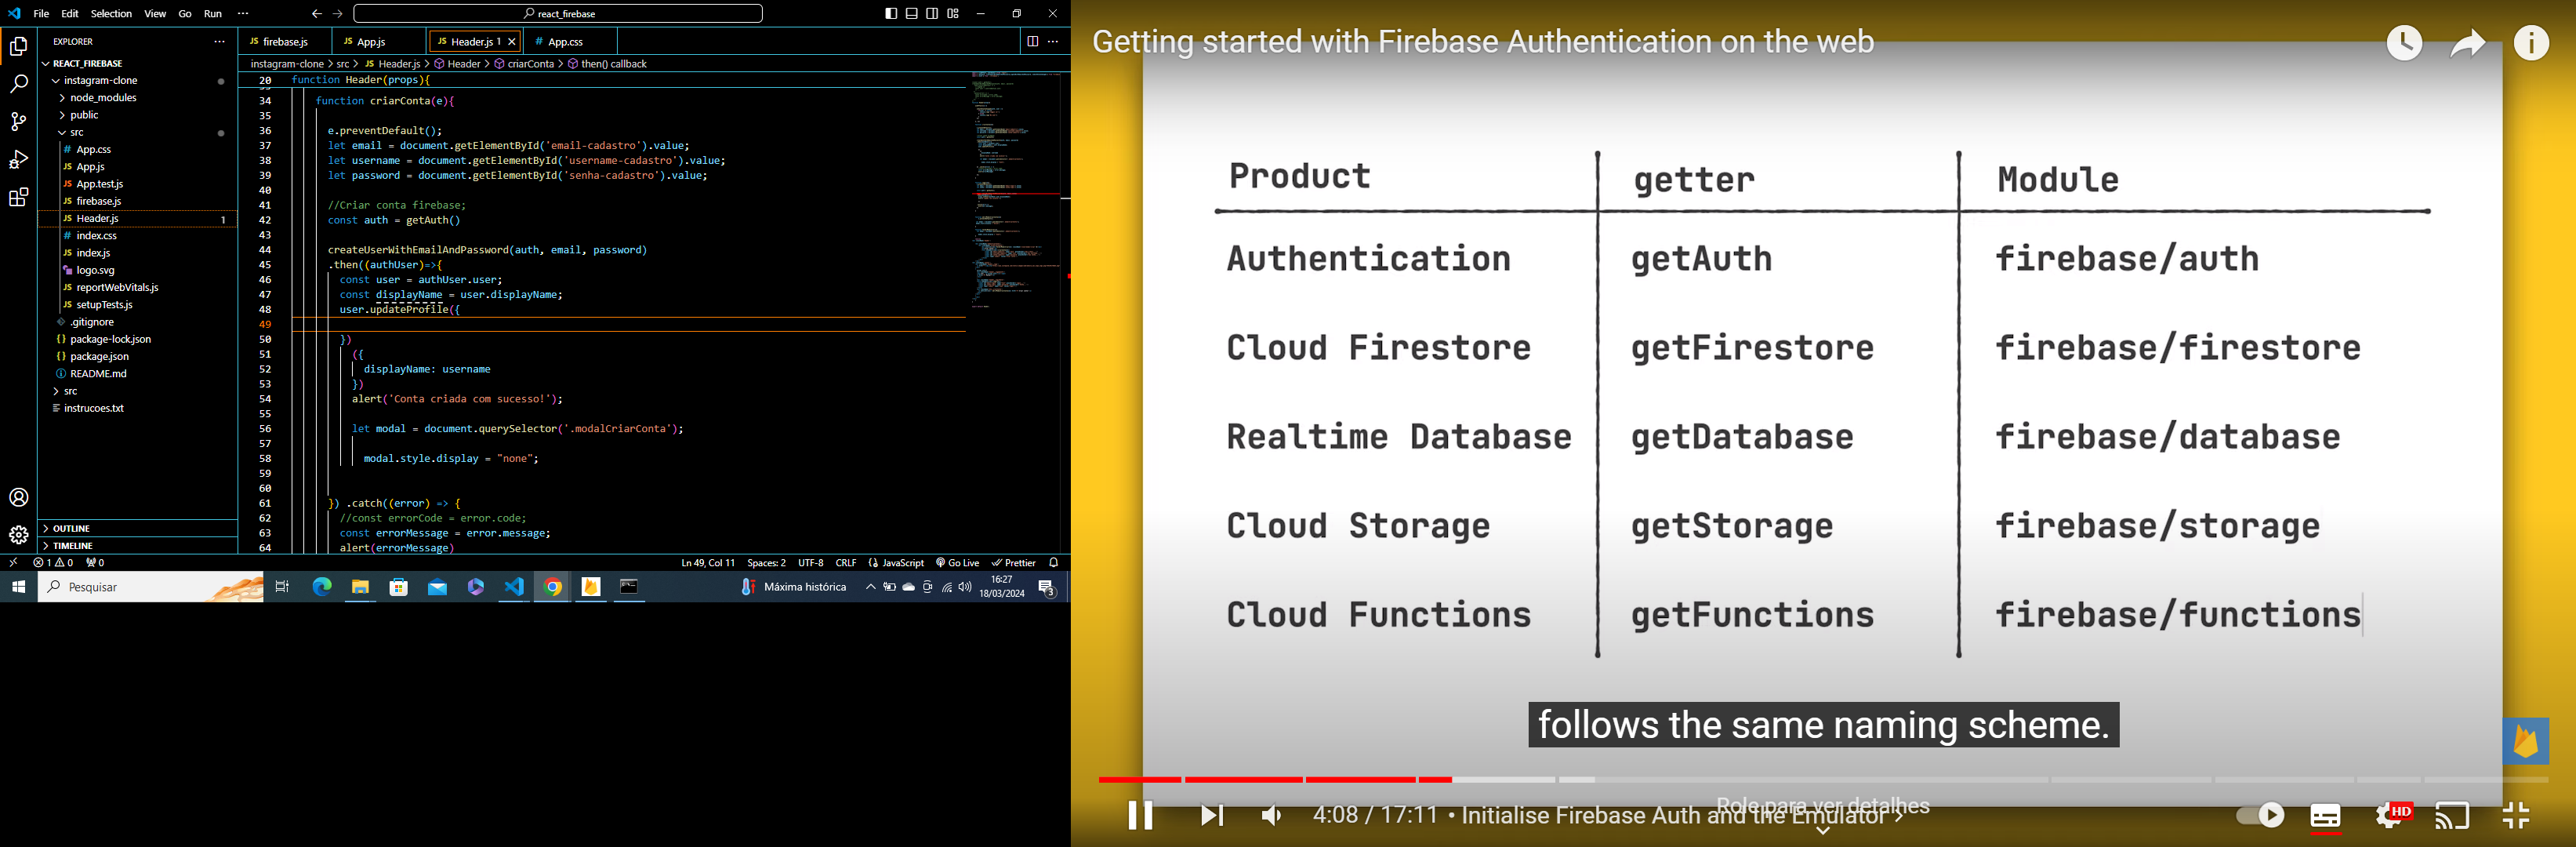 File Edit Selection View Go Run ··· ← → react_firebase
EXPLORER ···
REACT_FIREBASE
instagram-clone
node_modules
public
src
# App.css
JS App.js
JS App.test.js
JS firebase.js
JS Header.js 1
# index.css
JS index.js
logo.svg
JS reportWebVitals.js
JS setupTests.js
.gitignore
{} package-lock.json
{} package.json
README.md
src
instrucoes.txt
OUTLINE
TIMELINE
JS firebase.js JS App.js JS Header.js 1 × # App.css ···
instagram-clone > src > JS Header.js > Header > criarConta > then() callback
20 function Header(props){
34 function criarConta(e){
35
36 e.preventDefault();
37 let email = document.getElementById('email-cadastro').value;
38 let username = document.getElementById('username-cadastro').value;
39 let password = document.getElementById('senha-cadastro').value;
40
41 //Criar conta firebase;
42 const auth = getAuth()
43
44 createUserWithEmailAndPassword(auth, email, password)
45 .then((authUser)=>{
46 const user = authUser.user;
47 const displayName = user.displayName;
48 user.updateProfile({
49
50 })
51 ({
52 displayName: username
53 })
54 alert('Conta criada com sucesso!');
55
56 let modal = document.querySelector('.modalCriarConta');
57
58 modal.style.display = "none";
59
60
61 }) .catch((error) => {
62 //const errorCode = error.code;
63 const errorMessage = error.message;
64 alert(errorMessage)
1 0 0 Ln 49, Col 11 Spaces: 2 UTF-8 CRLF {} JavaScript Go Live Prettier
Pesquisar Máxima histórica 16:27
18/03/2024 3
Getting started with Firebase Authentication on the web
Product getter Module
Authentication getAuth firebase/auth
Cloud Firestore getFirestore firebase/firestore
Realtime Database getDatabase firebase/database
Cloud Storage getStorage firebase/storage
Cloud Functions getFunctions firebase/functions
follows the same naming scheme.
4:08 / 17:11 • Initialise Firebase Auth and the Emulator >
Role para ver detalhes
HD